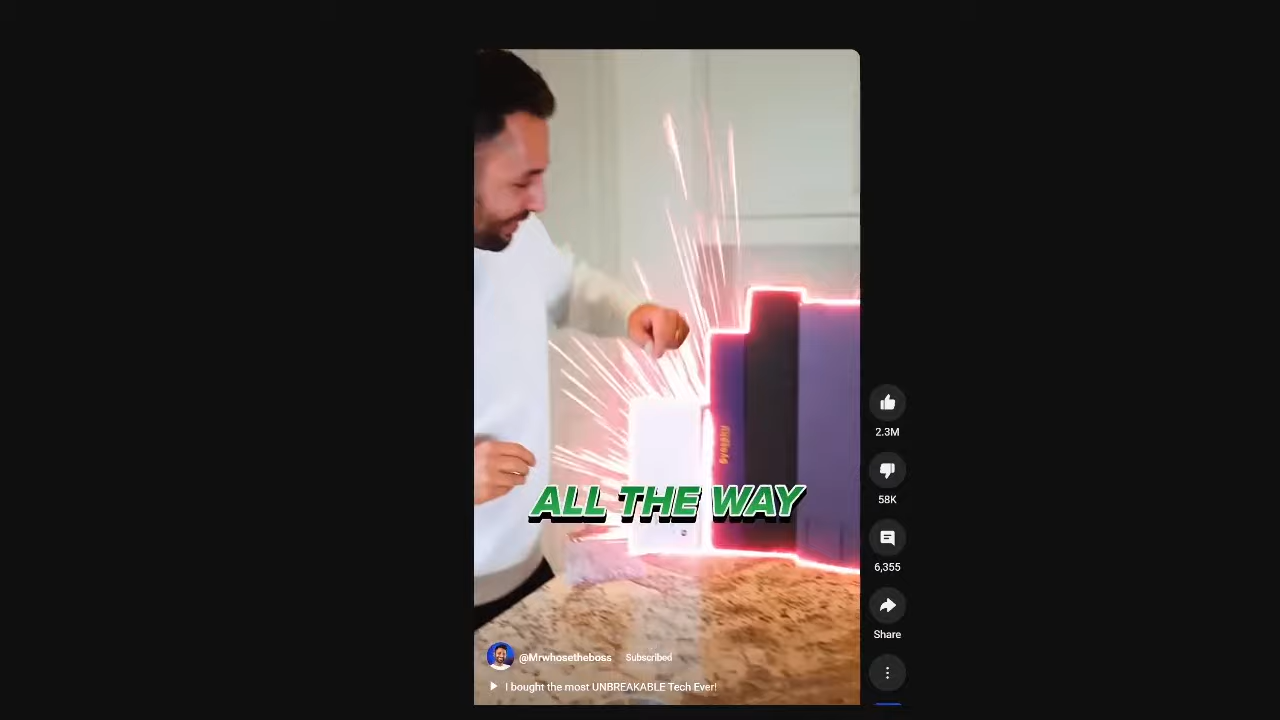 ALL THE WAY
2.3M
58K
6,355
Share
@Mrwhosetheboss Subscribed
I bought the most UNBREAKABLE Tech Ever!